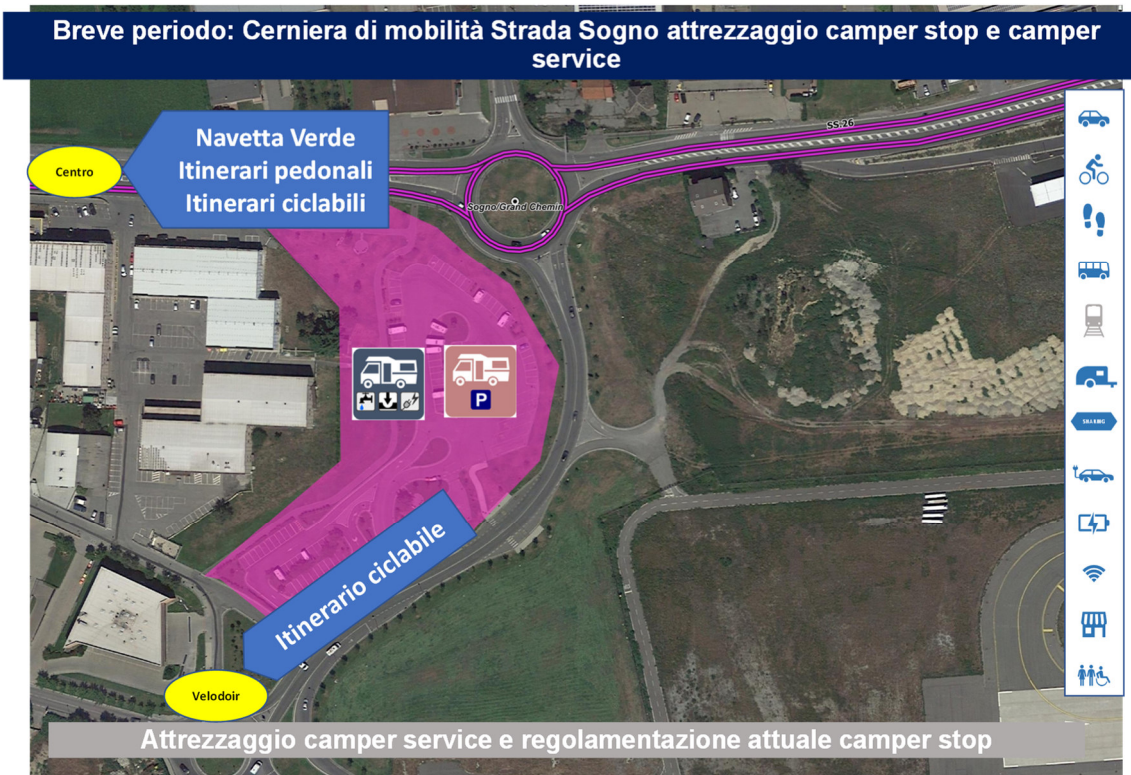 Breve periodo: Cerniera di mobilità Strada Sogno attrezzaggio camper stop e camper
service
Navetta Verde
Itinerari pedonali
Itinerari ciclabili
Centro
SS.26
Sogno/Grand Chemin
P
SHARING
Itinerario ciclabile
Velodoir
Attrezzaggio camper service e regolamentazione attuale camper stop